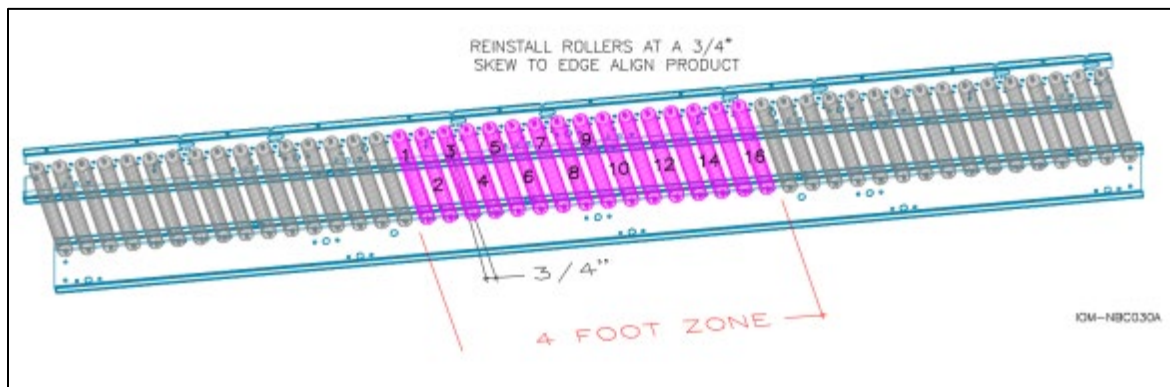 REINSTALL ROLLERS AT A 3/4"
SKEW TO EDGE ALIGN PRODUCT
1 3 5 7 9
2 4 6 8 10 12 14 16
3/4"
4 FOOT ZONE
IOM-NBC030A